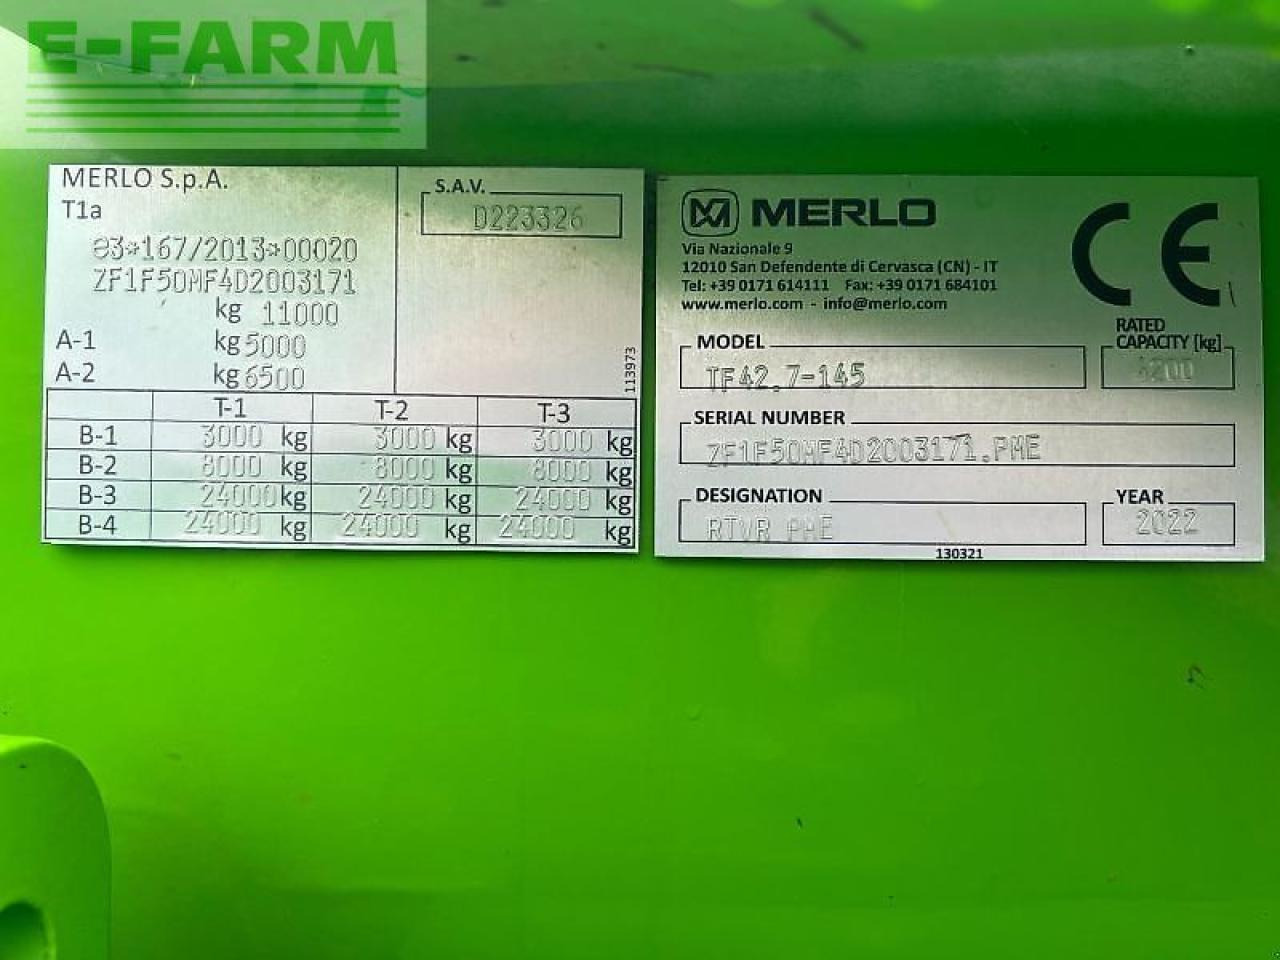 E-FARM
MERLO S.p.A.
T1a
e3*167/2013*00020
ZF1F50MF4D2003171
kg 11000
A-1 kg 5000
A-2 kg 6500
S.A.V.
D223326
113973
T-1 T-2 T-3
B-1 3000 kg 3000 kg 3000 kg
B-2 8000 kg 8000 kg 8000 kg
B-3 24000 kg 24000 kg 24000 kg
B-4 24000 kg 24000 kg 24000 kg
MERLO
Via Nazionale 9
12010 San Defendente di Cervasca (CN) - IT
Tel: +39 0171 614111 Fax: +39 0171 684101
www.merlo.com - info@merlo.com
CE
MODEL
TF42.7-145
RATED
CAPACITY [kg]
4200
SERIAL NUMBER
ZF1F50MF4D2003171.PME
DESIGNATION
RTVR PME
YEAR
2022
130321